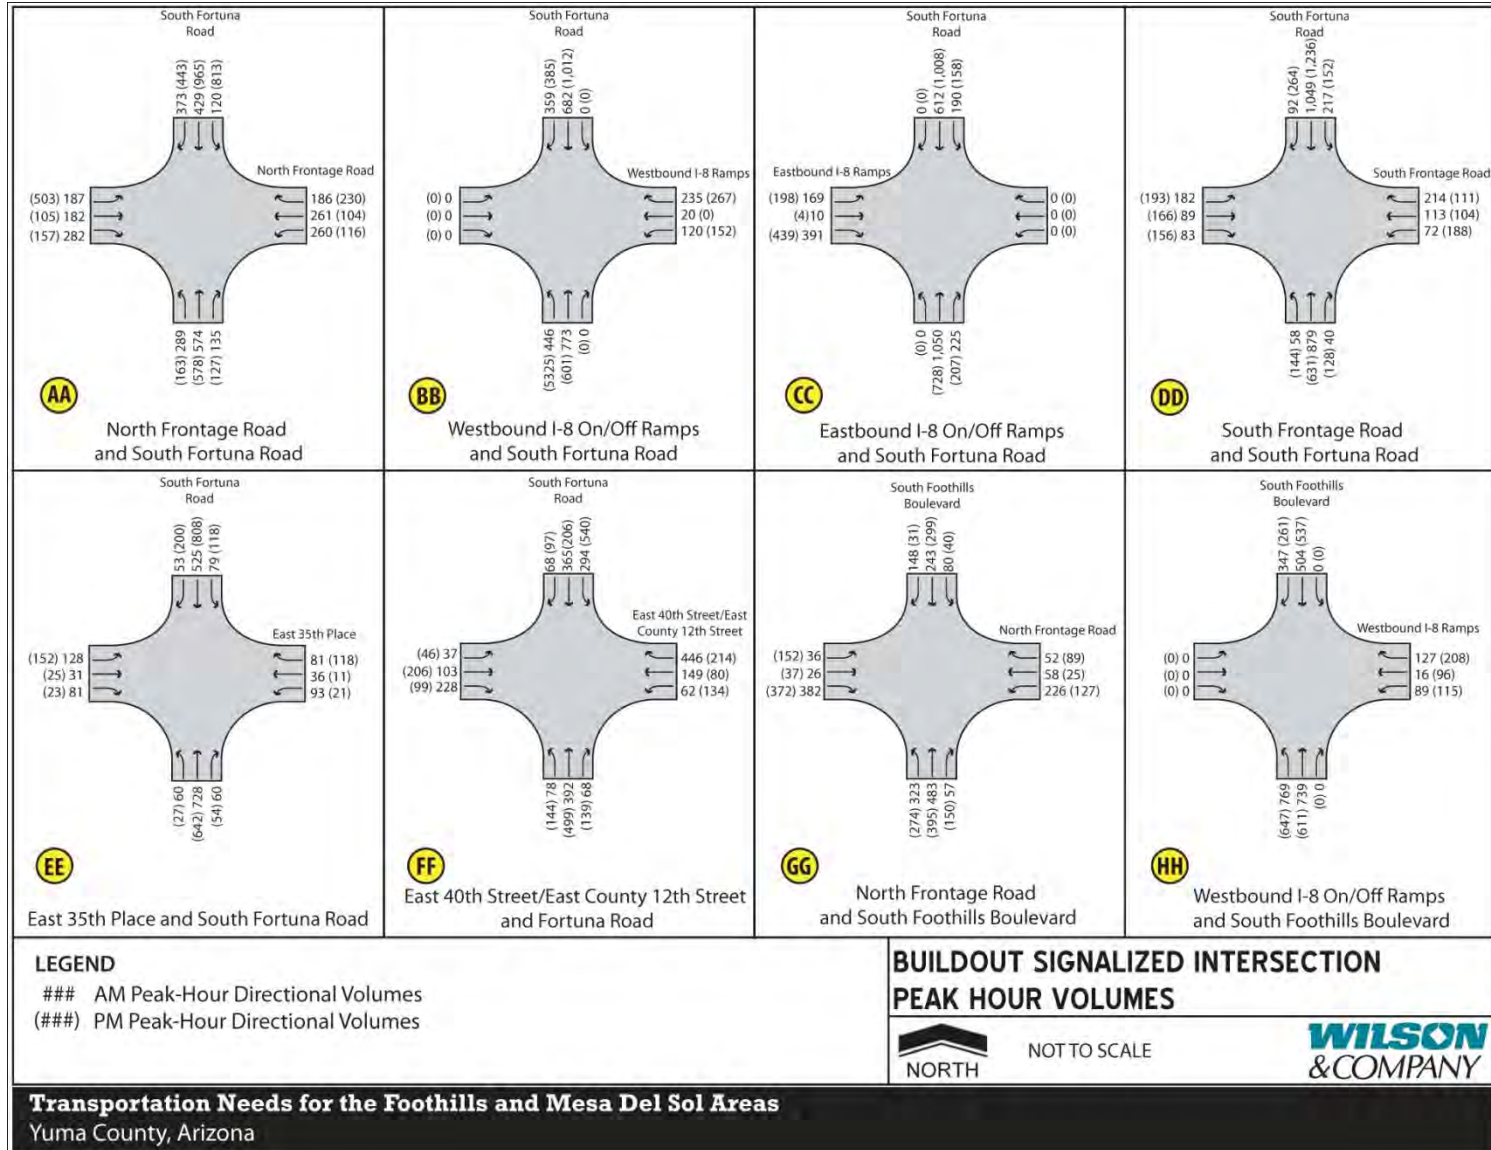 South Fortuna
Road
373 (443)
429 (965)
120 (813)
North Frontage Road
(503) 187
(105) 182
(157) 282
186 (230)
261 (104)
260 (116)
(163) 289
(578) 574
(127) 135
AA
North Frontage Road
and South Fortuna Road
South Fortuna
Road
359 (385)
682 (1,012)
0 (0)
Westbound I-8 Ramps
(0) 0
(0) 0
(0) 0
235 (267)
20 (0)
120 (152)
(5325) 446
(601) 773
(0) 0
BB
Westbound I-8 On/Off Ramps
and South Fortuna Road
South Fortuna
Road
0 (0)
612 (1,008)
190 (158)
Eastbound I-8 Ramps
(198) 169
(4)10
(439) 391
0 (0)
0 (0)
0 (0)
(0) 0
(728) 1,050
(207) 225
CC
Eastbound I-8 On/Off Ramps
and South Fortuna Road
South Fortuna
Road
92 (264)
1,049 (1,236)
217 (152)
South Frontage Road
(193) 182
(166) 89
(156) 83
214 (111)
113 (104)
72 (188)
(144) 58
(631) 879
(128) 40
DD
South Frontage Road
and South Fortuna Road
South Fortuna
Road
53 (200)
525 (808)
79 (118)
East 35th Place
(152) 128
(25) 31
(23) 81
81 (118)
36 (11)
93 (21)
(27) 60
(642) 728
(54) 60
EE
East 35th Place and South Fortuna Road
South Fortuna
Road
68 (97)
365(206)
294 (540)
East 40th Street/East
County 12th Street
(46) 37
(206) 103
(99) 228
446 (214)
149 (80)
62 (134)
(144) 78
(499) 392
(139) 68
FF
East 40th Street/East County 12th Street
and Fortuna Road
South Foothills
Boulevard
148 (31)
243 (299)
80 (40)
North Frontage Road
(152) 36
(37) 26
(372) 382
52 (89)
58 (25)
226 (127)
(274) 323
(395) 483
(150) 57
GG
North Frontage Road
and South Foothills Boulevard
South Foothills
Boulevard
347 (261)
504 (537)
0 (0)
Westbound I-8 Ramps
(0) 0
(0) 0
(0) 0
127 (208)
16 (96)
89 (115)
(647) 769
(611) 739
(0) 0
HH
Westbound I-8 On/Off Ramps
and South Foothills Boulevard
LEGEND
### AM Peak-Hour Directional Volumes
(###) PM Peak-Hour Directional Volumes
BUILDOUT SIGNALIZED INTERSECTION
PEAK HOUR VOLUMES
NORTH
NOT TO SCALE
WILSON
&COMPANY
Transportation Needs for the Foothills and Mesa Del Sol Areas
Yuma County, Arizona